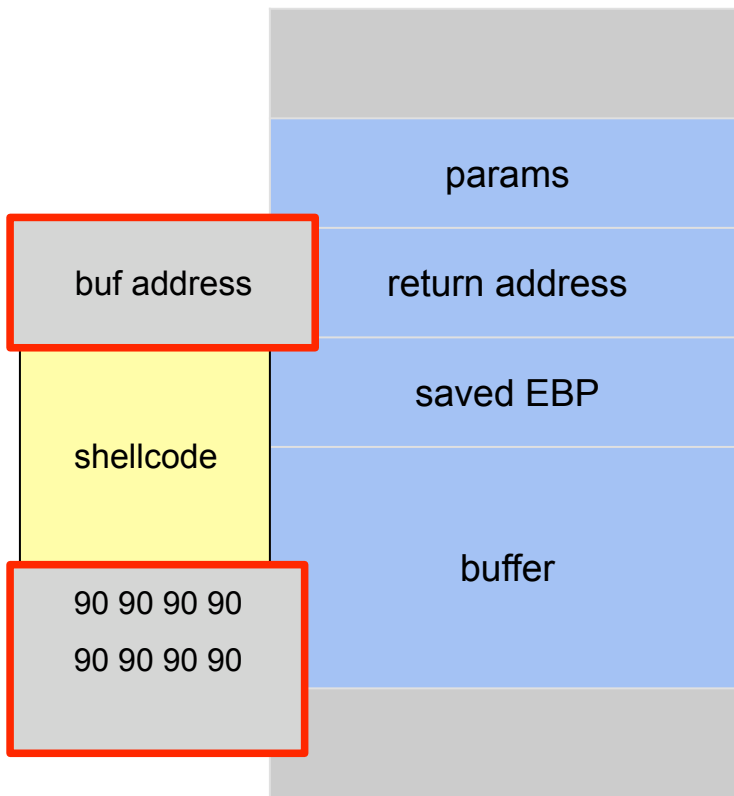 params
buf address
return address
saved EBP
shellcode
buffer
90 90 90 90
90 90 90 90